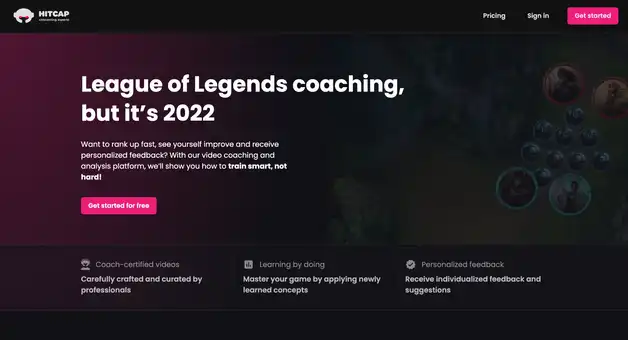 HITCAP
Pricing
Sign in
Get started
League of Legends coaching,
but it's 2022
Want to rank up fast, see yourself improve and receive
personalized feedback? With our video coaching and
analysis platform, we'll show you how to train smart, not
hard!
Get started for free
Coach-certified videos
Carefully crafted and curated by
professionals
Learning by doing
Master your game by applying newly
learned concepts
Personalized feedback
Receive individualized feedback and
suggestions